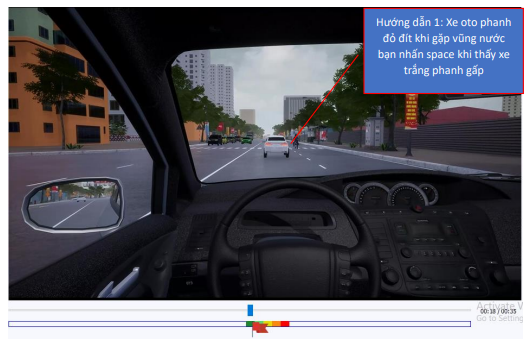 Hướng dẫn 1: Xe oto phanh
đỏ đít khi gặp vũng nước
bạn nhấn space khi thấy xe
trắng phanh gấp
Activate W
00:18 / 00:35
Go to Setting